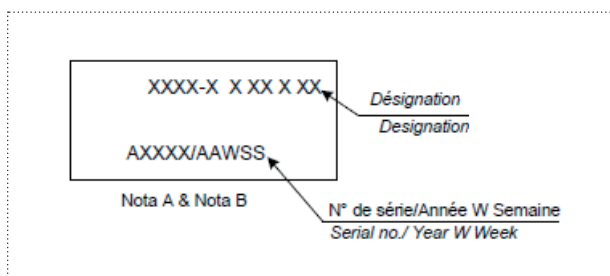 XXXX-X X XX X XX
Désignation
Designation
AXXXX/AAWSS
Nota A & Nota B
N° de série/Année W Semaine
Serial no./ Year W Week